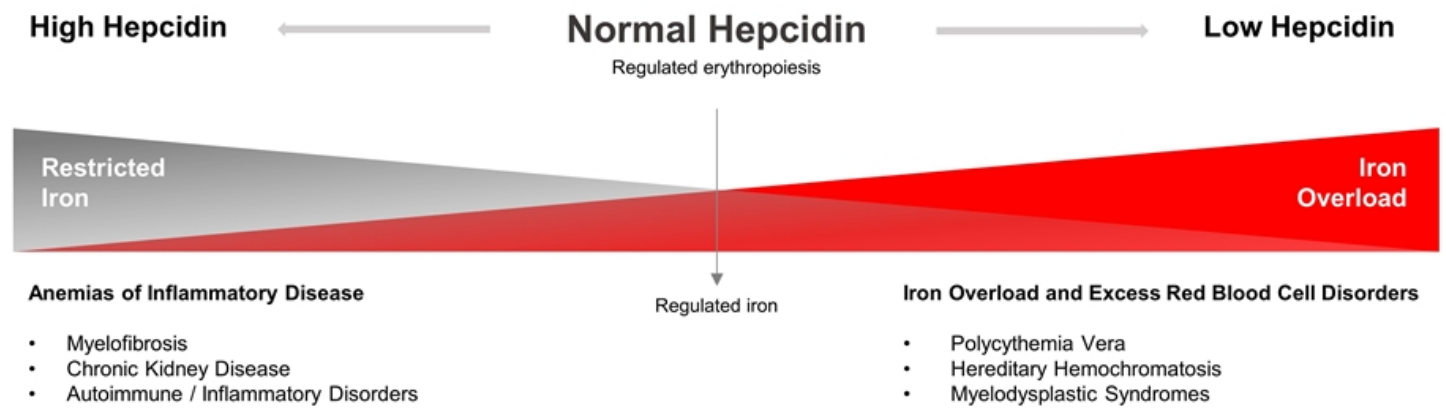 High Hepcidin
Normal Hepcidin
Low Hepcidin
Regulated erythropoiesis
Restricted
Iron
Iron
Overload
Anemias of Inflammatory Disease
• Myelofibrosis
• Chronic Kidney Disease
• Autoimmune / Inflammatory Disorders
Regulated iron
Iron Overload and Excess Red Blood Cell Disorders
• Polycythemia Vera
• Hereditary Hemochromatosis
• Myelodysplastic Syndromes